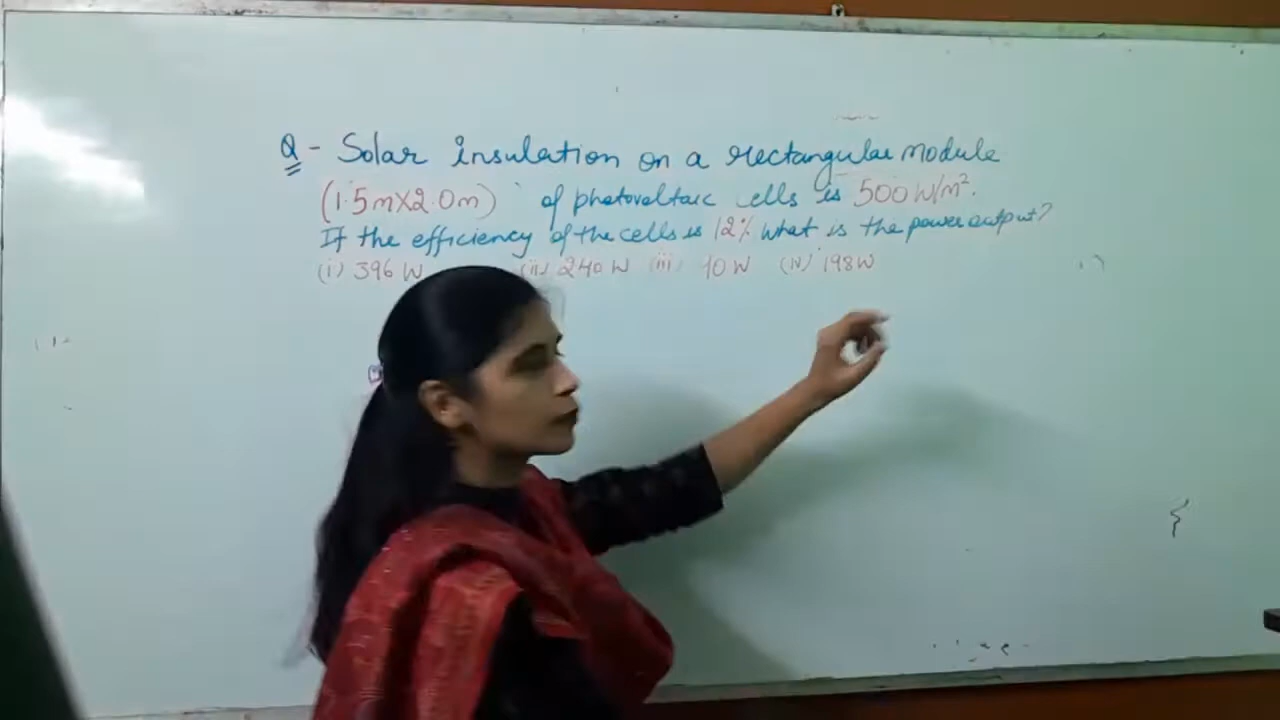 Q - Solar insulation on a rectangular module
(1.5m X 2.0m) of photovoltaic cells is 500 W/m².
If the efficiency of the cells is 12% what is the power output?
(i) 396 W (ii) 240 W (iii) 10 W (iv) 198 W